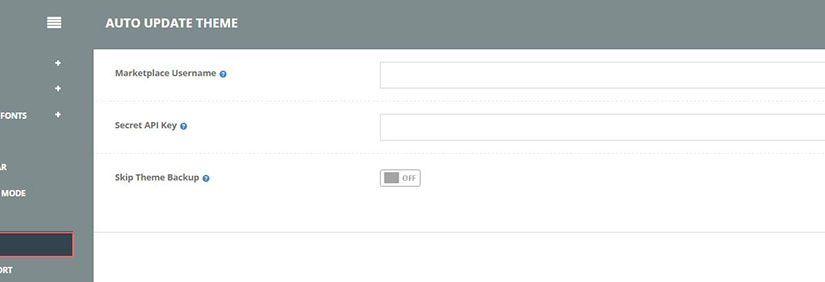 AUTO UPDATE THEME
+
Marketplace Username ?
+
FONTS +
Secret API Key ?
AR
Skip Theme Backup ? OFF
MODE
ORT